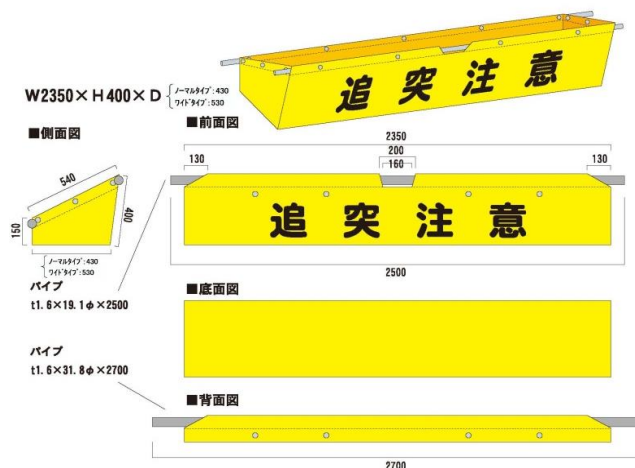 追突注意
W2350×H400×D
ノーマルタイプ:430
ワイドタイプ:530
■側面図
■前面図
2350
200
160
130
130
540
400
150
追突注意
ノーマルタイプ:430
ワイドタイプ:530
2500
パイプ
t1.6×19.1φ×2500
■底面図
パイプ
t1.6×31.8φ×2700
■背面図
2700